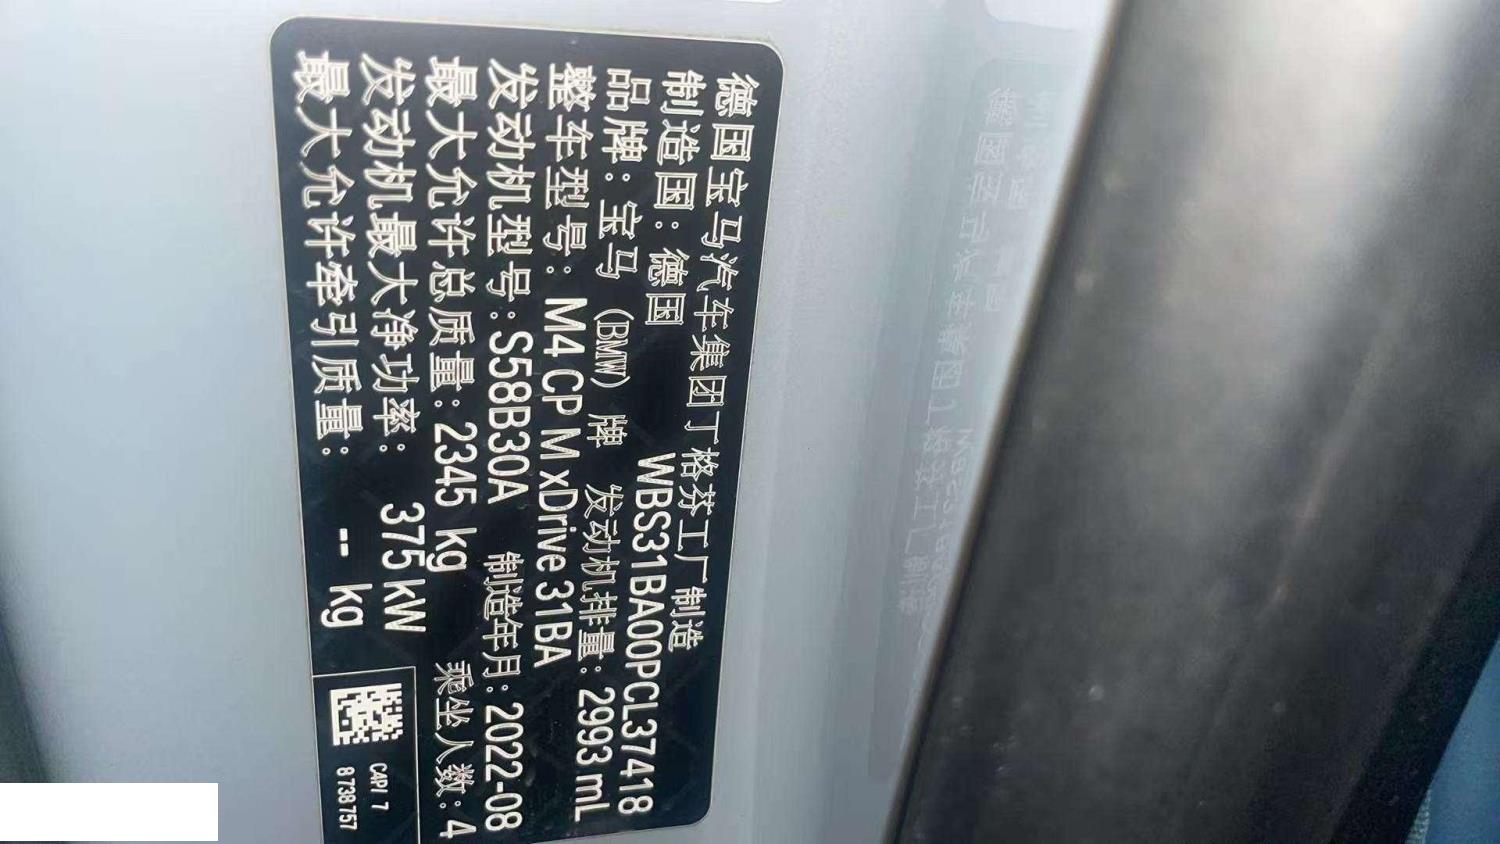 德国宝马汽车集团丁格芬工厂制造
制造国：德国 WBS31BA00PCL37418
品牌：宝马（BMW）牌 发动机排量：2993 mL
整车型号：M4 CP M xDrive 31BA
发动机型号：S58B30A 制造年月：2022-08
最大允许总质量：2345 kg 乘坐人数：4
发动机最大净功率： 375 kW
最大允许牵引质量： -- kg
CAPI 7
8738757